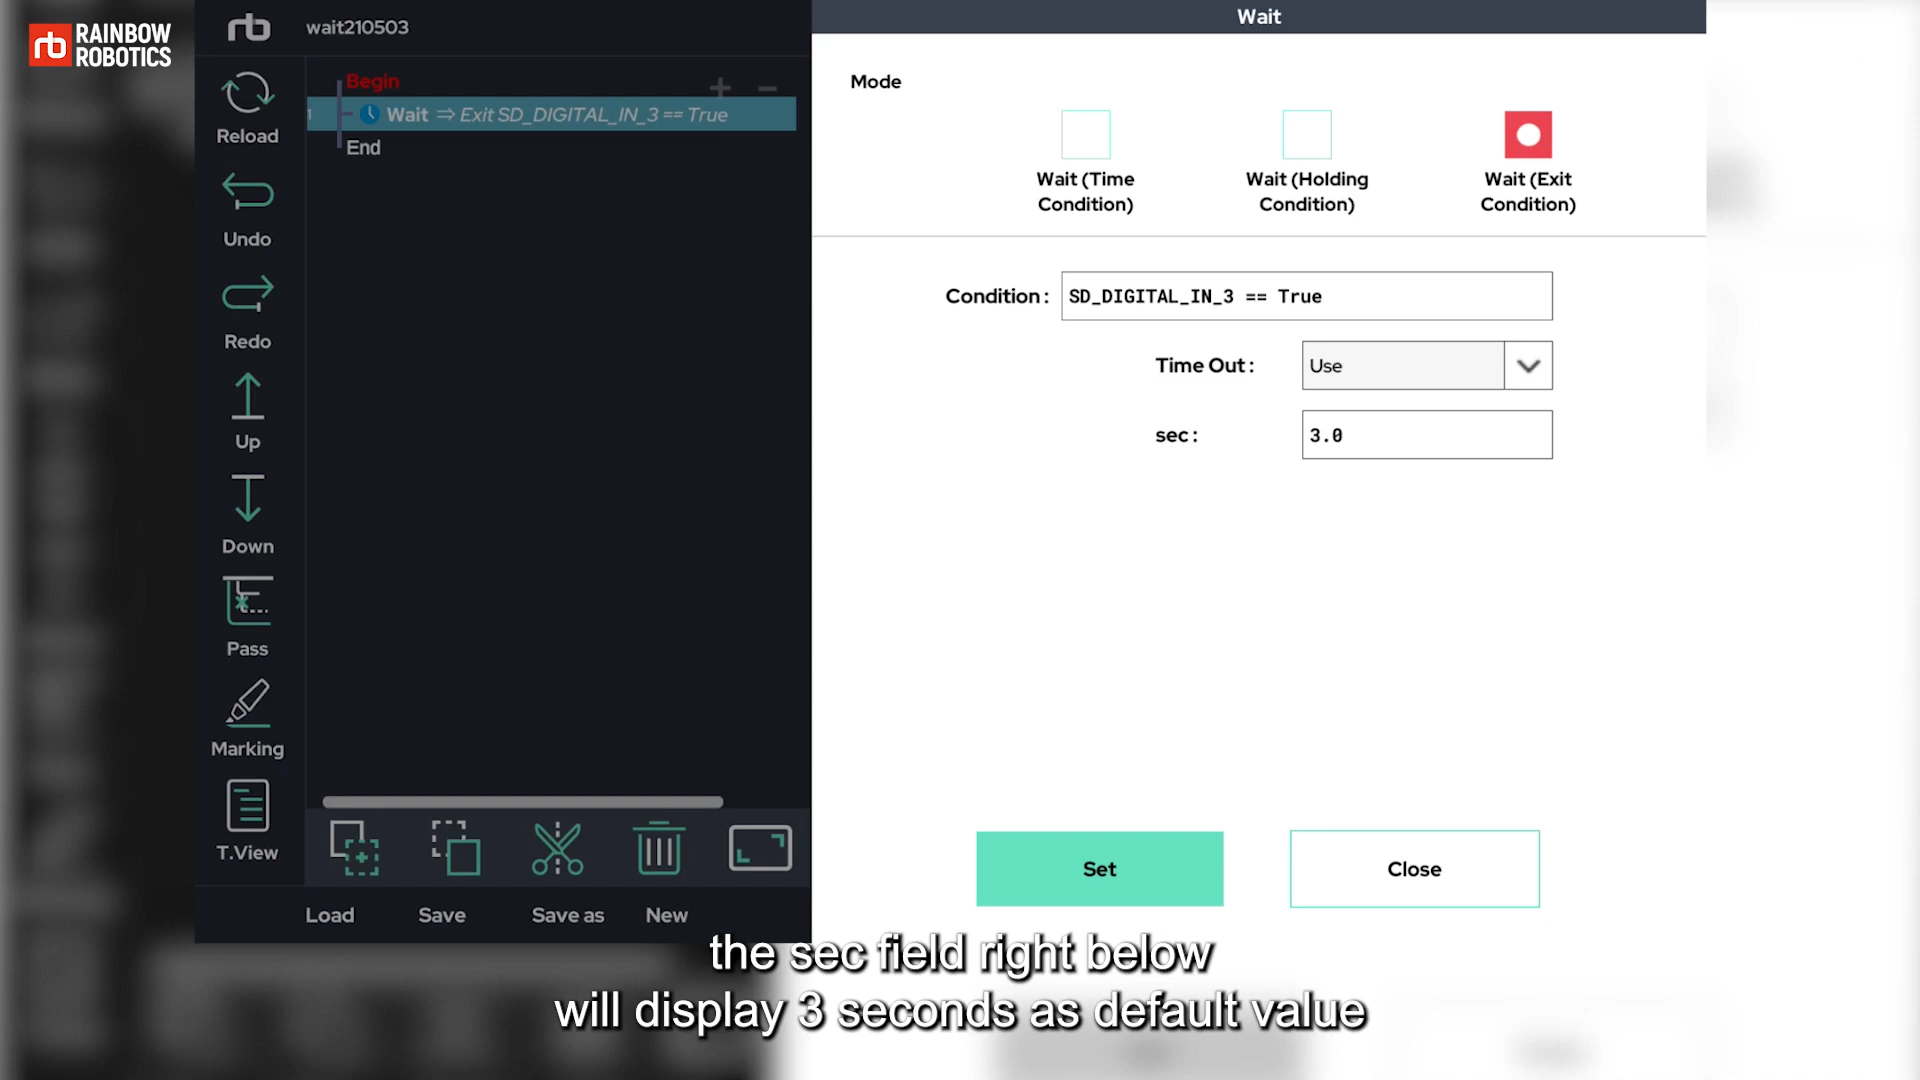 RAINBOW
ROBOTICS
rb
wait210503
Reload
Undo
Redo
Up
Down
Pass
Marking
T.View
Begin
1 Wait ⇒ Exit SD_DIGITAL_IN_3 == True
End
Load Save Save as New
Wait
Mode
Wait (Time
Condition)
Wait (Holding
Condition)
Wait (Exit
Condition)
Condition : SD_DIGITAL_IN_3 == True
Time Out : Use
sec : 3.0
Set Close
the sec field right below
will display 3 seconds as default value